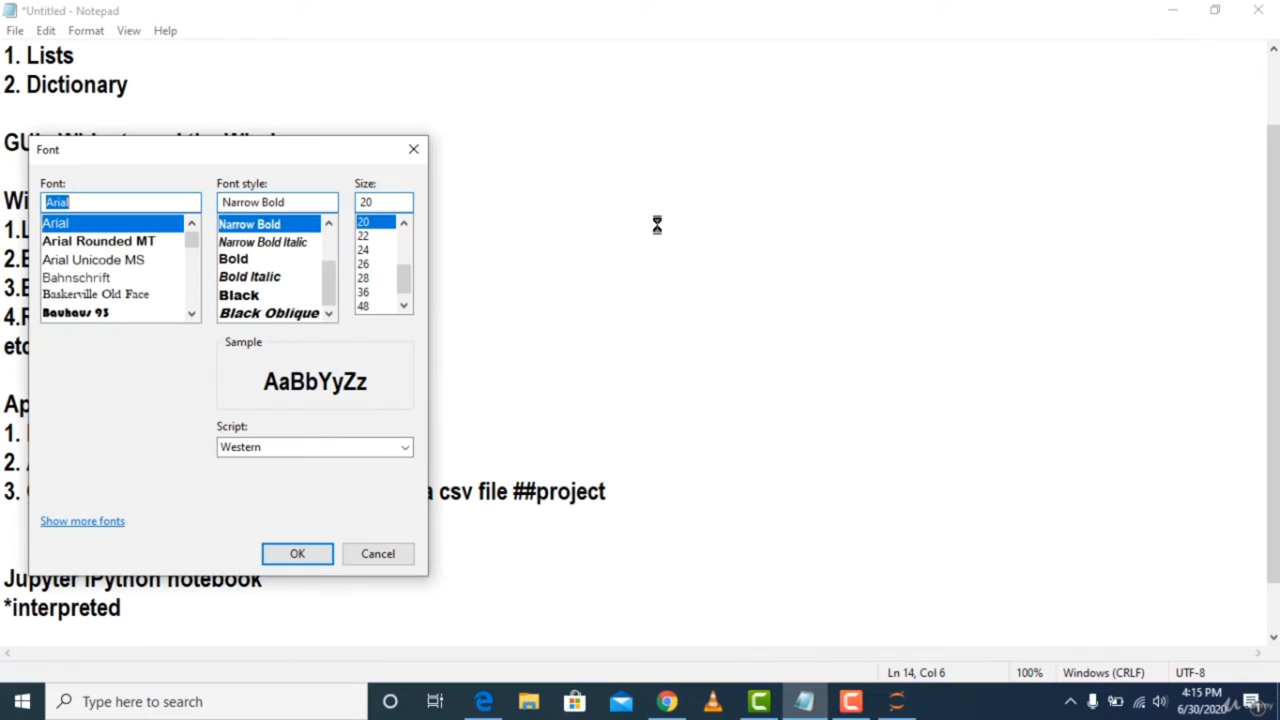 *Untitled - Notepad
File Edit Format View Help
1. Lists
2. Dictionary
Font
Font: Font style: Size:
Arial Narrow Bold 20
Arial Narrow Bold 20
Arial Rounded MT Narrow Bold Italic 22
Arial Unicode MS Bold 24
Bahnschrift Bold Italic 26
Baskerville Old Face Black 28
Bauhaus 93 Black Oblique 36
48
Sample
AaBbYyZz
Script:
Western
3. a csv file ##project
Show more fonts
OK Cancel
Jupyter iPython notebook
*interpreted
Ln 14, Col 6 100% Windows (CRLF) UTF-8
Type here to search
4:15 PM
6/30/2020